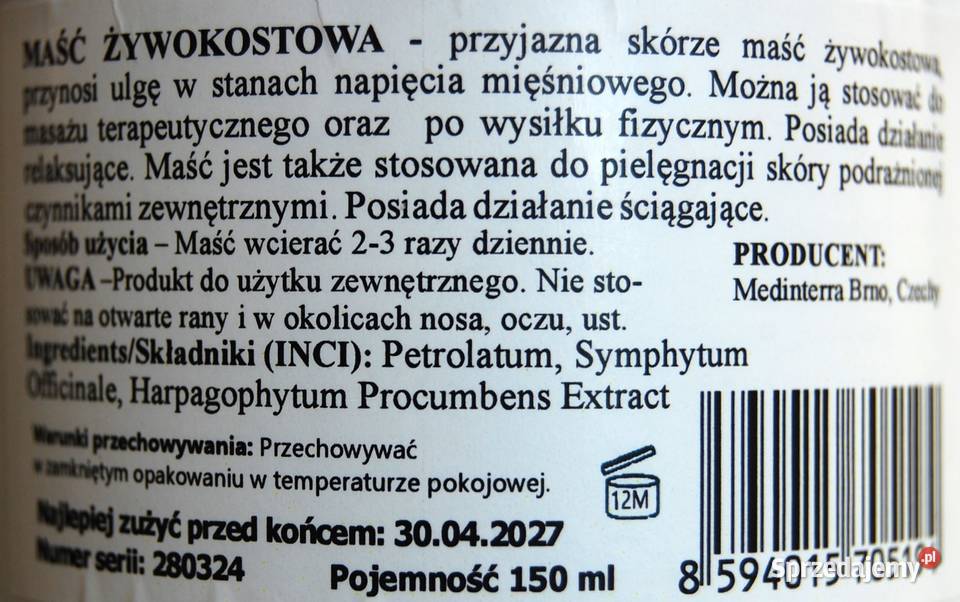 MAŚĆ ŻYWOKOSTOWA - przyjazna skórze maść żywokostowa,
przynosi ulgę w stanach napięcia mięśniowego. Można ją stosować do
masażu terapeutycznego oraz po wysiłku fizycznym. Posiada działanie
relaksujące. Maść jest także stosowana do pielęgnacji skóry podrażnionej
czynnikami zewnętrznymi. Posiada działanie ściągające.
Sposób użycia – Maść wcierać 2-3 razy dziennie.
UWAGA –Produkt do użytku zewnętrznego. Nie sto-
sować na otwarte rany i w okolicach nosa, oczu, ust.
PRODUCENT:
Medinterra Brno, Czechy
Ingredients/Składniki (INCI): Petrolatum, Symphytum
Officinale, Harpagophytum Procumbens Extract
Warunki przechowywania: Przechowywać
w zamkniętym opakowaniu w temperaturze pokojowej.
12M
Najlepiej zużyć przed końcem: 30.04.2027
Numer serii: 280324
Pojemność 150 ml
8 594015
Sprzedajemy.pl